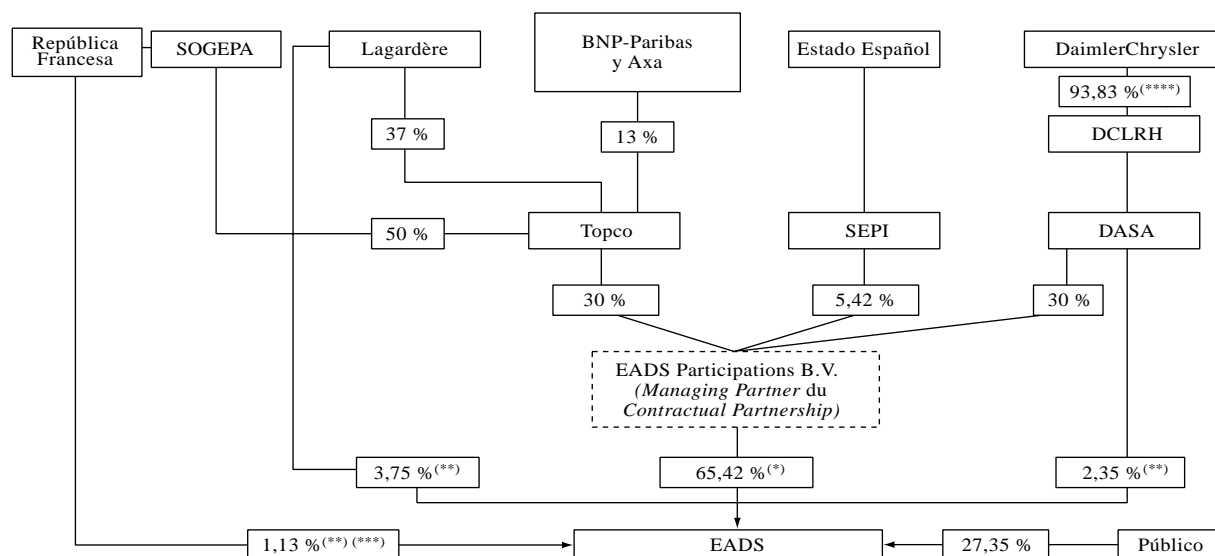 República
Francesa
SOGEPA
Lagardère
BNP-Paribas
y Axa
Estado Español
DaimlerChrysler
93,83 %(****)
37 %
13 %
DCLRH
50 %
Topco
SEPI
DASA
30 %
5,42 %
30 %
EADS Participations B.V.
(Managing Partner du
Contractual Partnership)
3,75 %(**)
65,42 %(*)
2,35 %(**)
1,13 %(**) (***)
EADS
27,35 %
Público